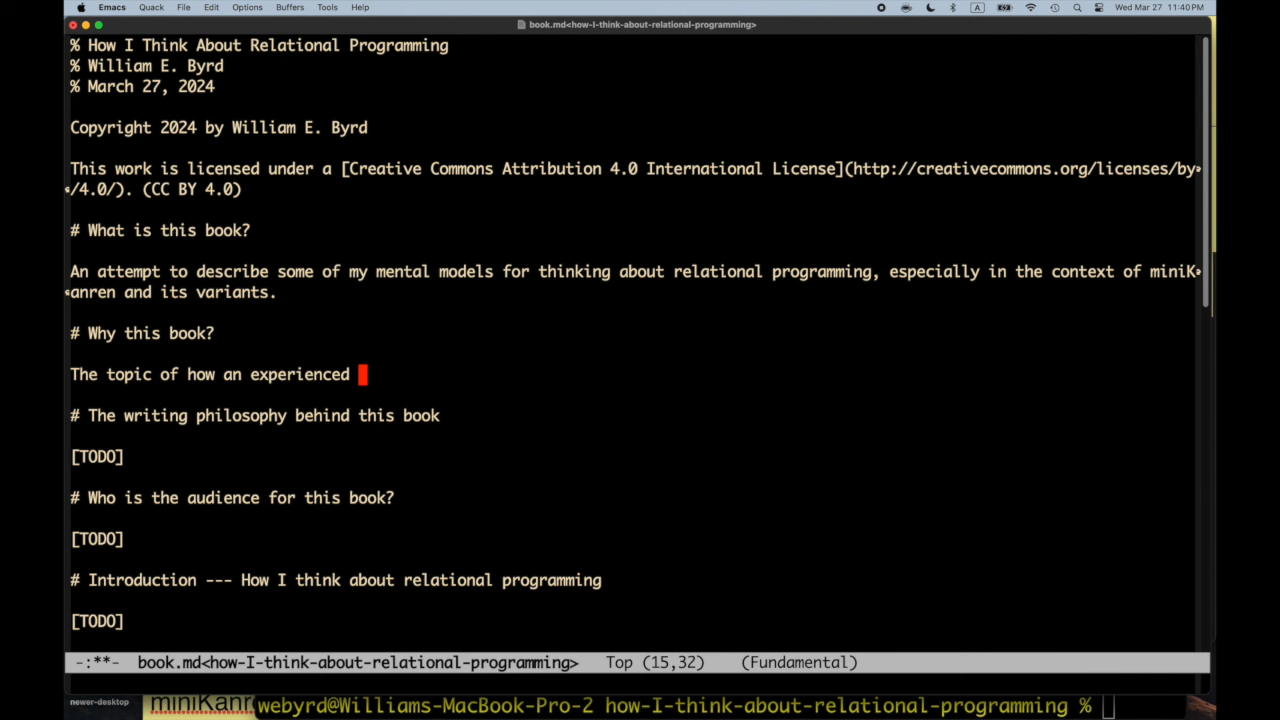 Emacs Quack File Edit Options Buffers Tools Help A Wed Mar 27 11:40 PM
book.md<how-I-think-about-relational-programming>
% How I Think About Relational Programming
% William E. Byrd
% March 27, 2024
Copyright 2024 by William E. Byrd
This work is licensed under a [Creative Commons Attribution 4.0 International License](http://creativecommons.org/licenses/by
/4.0/). (CC BY 4.0)
# What is this book?
An attempt to describe some of my mental models for thinking about relational programming, especially in the context of miniK
anren and its variants.
# Why this book?
The topic of how an experienced
# The writing philosophy behind this book
[TODO]
# Who is the audience for this book?
[TODO]
# Introduction --- How I think about relational programming
[TODO]
-:**- book.md<how-I-think-about-relational-programming> Top (15,32) (Fundamental)
newer-desktop miniKanren webyrd@Williams-MacBook-Pro-2 how-I-think-about-relational-programming %